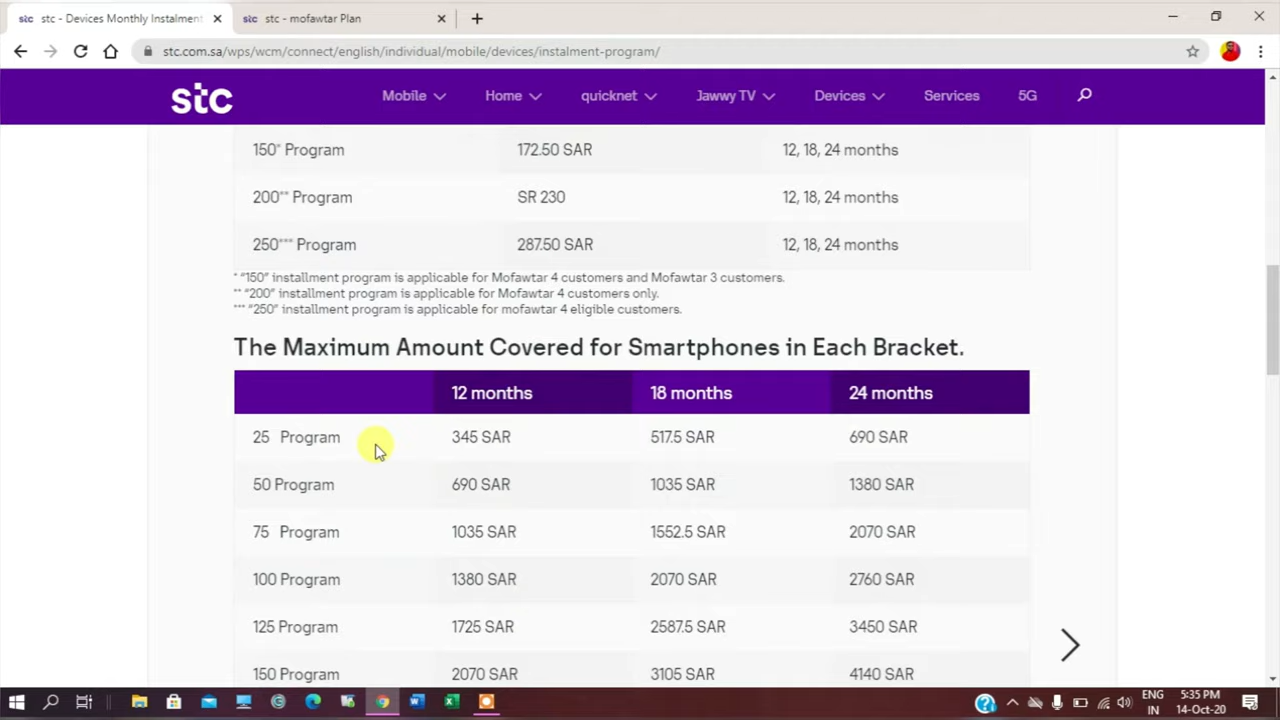 stc - Devices Monthly Instalment
stc - mofawtar Plan
stc.com.sa/wps/wcm/connect/english/individual/mobile/devices/instalment-program/
stc
Mobile
Home
quicknet
Jawwy TV
Devices
Services
5G
150* Program 172.50 SAR 12, 18, 24 months
200** Program SR 230 12, 18, 24 months
250*** Program 287.50 SAR 12, 18, 24 months
* "150" installment program is applicable for Mofawtar 4 customers and Mofawtar 3 customers.
** "200" installment program is applicable for Mofawtar 4 customers only.
*** "250" installment program is applicable for mofawtar 4 eligible customers.
The Maximum Amount Covered for Smartphones in Each Bracket.
12 months 18 months 24 months
25 Program 345 SAR 517.5 SAR 690 SAR
50 Program 690 SAR 1035 SAR 1380 SAR
75 Program 1035 SAR 1552.5 SAR 2070 SAR
100 Program 1380 SAR 2070 SAR 2760 SAR
125 Program 1725 SAR 2587.5 SAR 3450 SAR
150 Program 2070 SAR 3105 SAR 4140 SAR
ENG 5:35 PM
IN 14-Oct-20